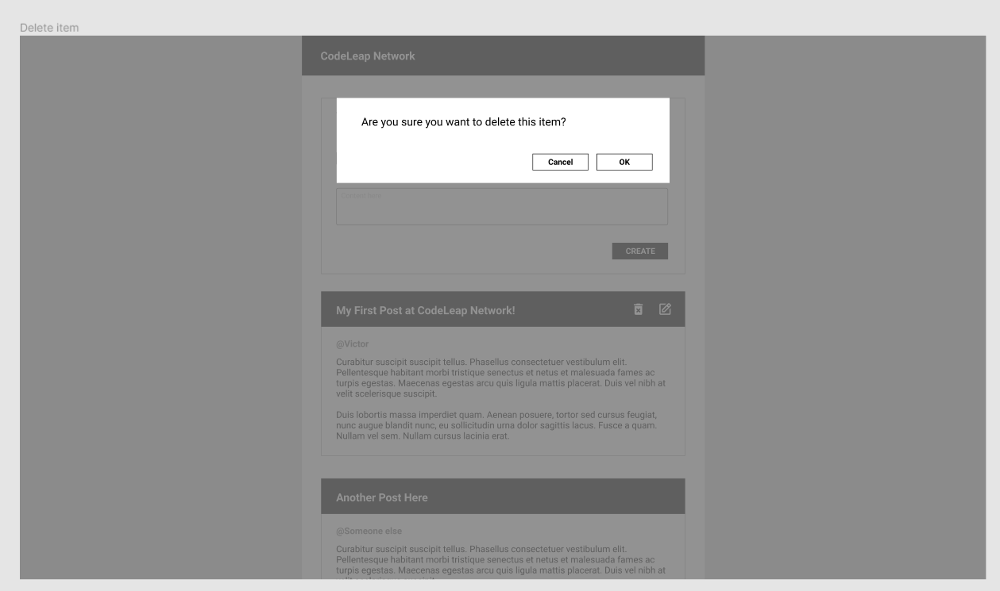 Delete item
CodeLeap Network
Are you sure you want to delete this item?
Cancel
OK
CREATE
My First Post at CodeLeap Network!
@Victor
Curabitur suscipit suscipit tellus. Phasellus consectetuer vestibulum elit.
Pellentesque habitant morbi tristique senectus et netus et malesuada fames ac
turpis egestas. Maecenas egestas arcu quis ligula mattis placerat. Duis vel nibh at
velit scelerisque suscipit.
Duis lobortis massa imperdiet quam. Aenean posuere, tortor sed cursus feugiat,
nunc augue blandit nunc, eu sollicitudin urna dolor sagittis lacus. Fusce a quam.
Nullam vel sem. Nullam cursus lacinia erat.
Another Post Here
@Someone else
Curabitur suscipit suscipit tellus. Phasellus consectetuer vestibulum elit.
Pellentesque habitant morbi tristique senectus et netus et malesuada fames ac
turpis egestas. Maecenas egestas arcu quis ligula mattis placerat. Duis vel nibh at